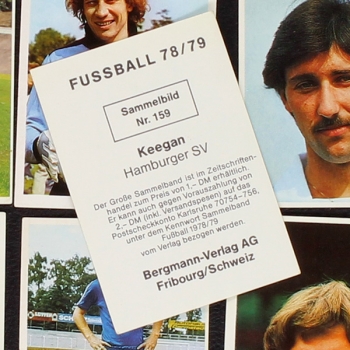 FUSSBALL 78/79
Sammelbild
Nr. 159
Keegan
Hamburger SV
Der Große Sammelband ist im Zeitschriften-
handel zum Preis von 1,– DM erhältlich.
Er kann auch gegen Vorauszahlung von
2,– DM (inkl. Versandspesen) auf das
Postscheckkonto Karlsruhe 70754–756,
unter dem Kennwort Sammelband
Fußball 1978/79
vom Verlag bezogen werden.
Bergmann-Verlag AG
Fribourg/Schweiz